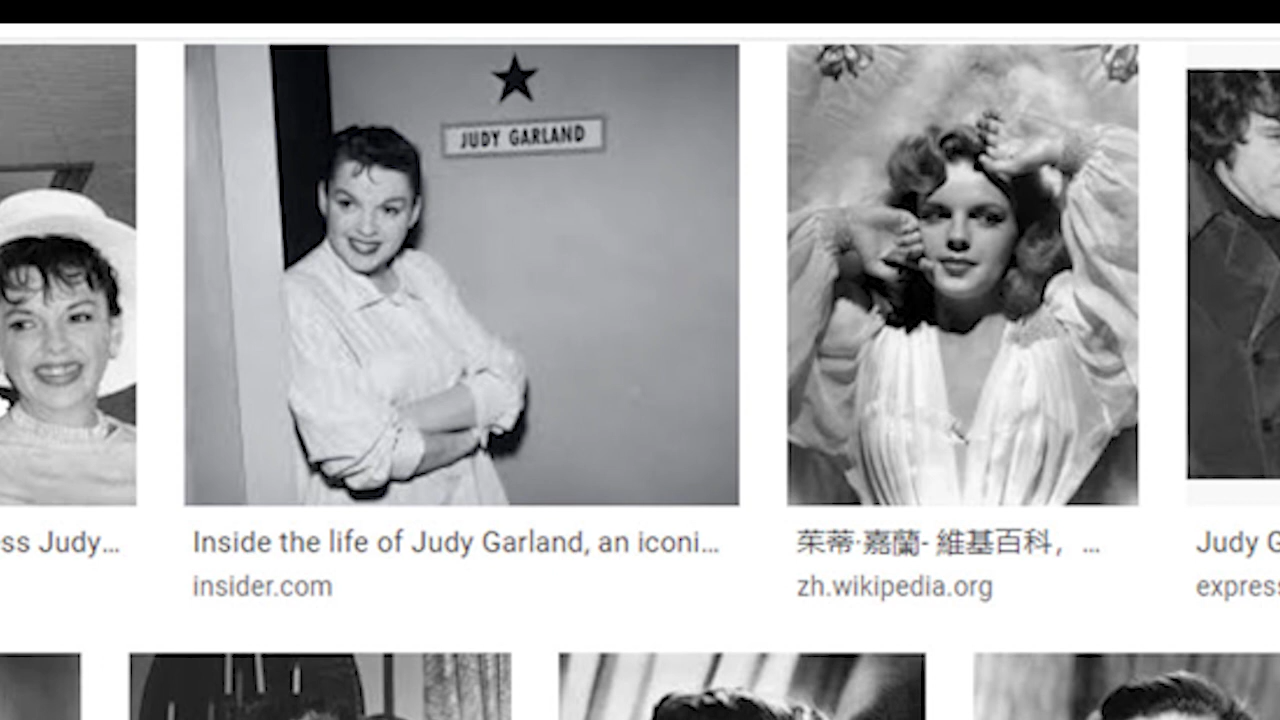 JUDY GARLAND
ss Judy...
Inside the life of Judy Garland, an iconi...
insider.com
茱蒂·嘉蘭- 維基百科， ...
zh.wikipedia.org
Judy G
express